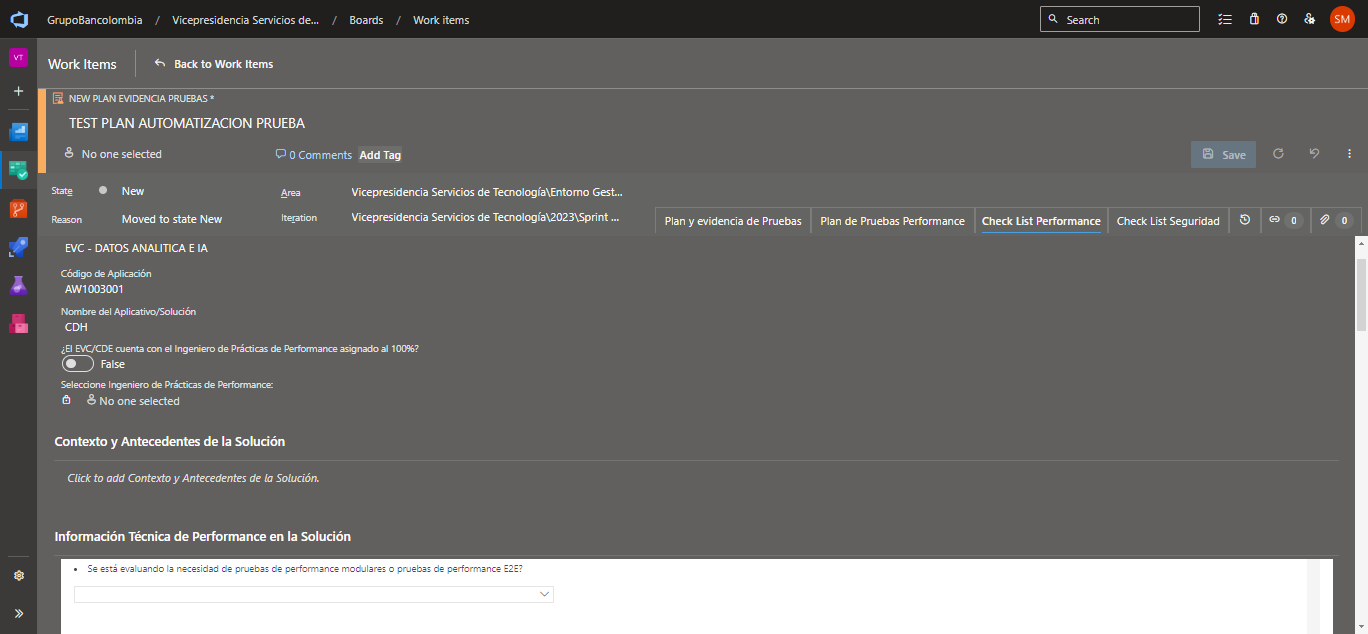 GrupoBancolombia / Vicepresidencia Servicios de... / Boards / Work items
Search
SM
VT
Work Items
Back to Work Items
NEW PLAN EVIDENCIA PRUEBAS *
TEST PLAN AUTOMATIZACION PRUEBA
No one selected
0 Comments
Add Tag
Save
State
New
Area
Vicepresidencia Servicios de Tecnología\Entorno Gest...
Reason
Moved to state New
Iteration
Vicepresidencia Servicios de Tecnología\2023\Sprint ...
Plan y evidencia de Pruebas
Plan de Pruebas Performance
Check List Performance
Check List Seguridad
0
0
EVC - DATOS ANALITICA E IA
Código de Aplicación
AW1003001
Nombre del Aplicativo/Solución
CDH
¿El EVC/CDE cuenta con el Ingeniero de Prácticas de Performance asignado al 100%?
False
Seleccione Ingeniero de Prácticas de Performance:
No one selected
Contexto y Antecedentes de la Solución
Click to add Contexto y Antecedentes de la Solución.
Información Técnica de Performance en la Solución
• Se está evaluando la necesidad de pruebas de performance modulares o pruebas de performance E2E?